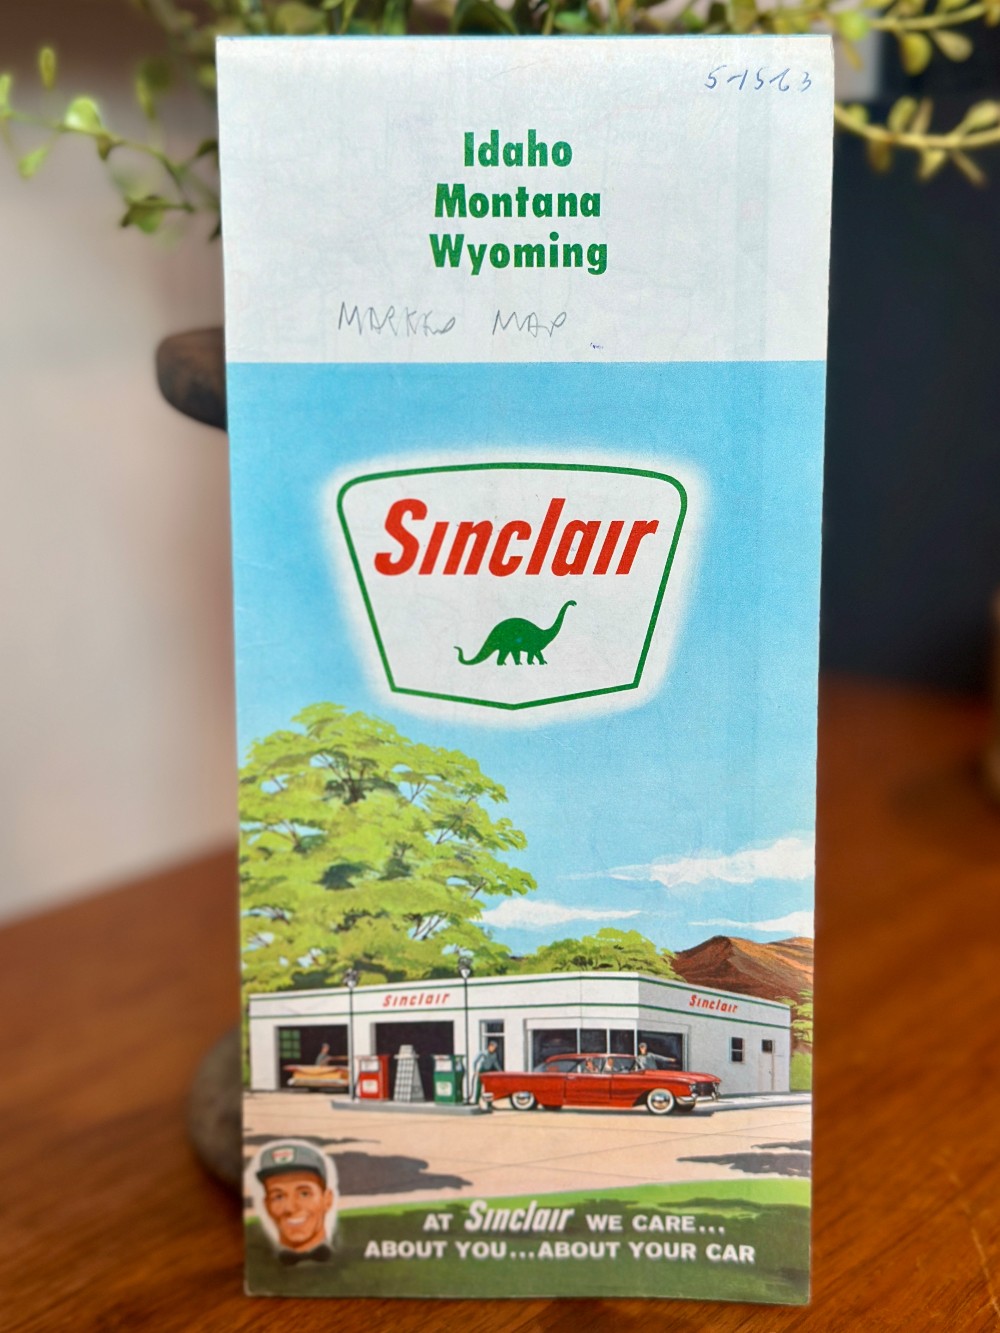 5-15-63
Idaho
Montana
Wyoming
MARKED MAP
Sinclair
Sinclair
Sinclair
AT Sinclair WE CARE...
ABOUT YOU...ABOUT YOUR CAR